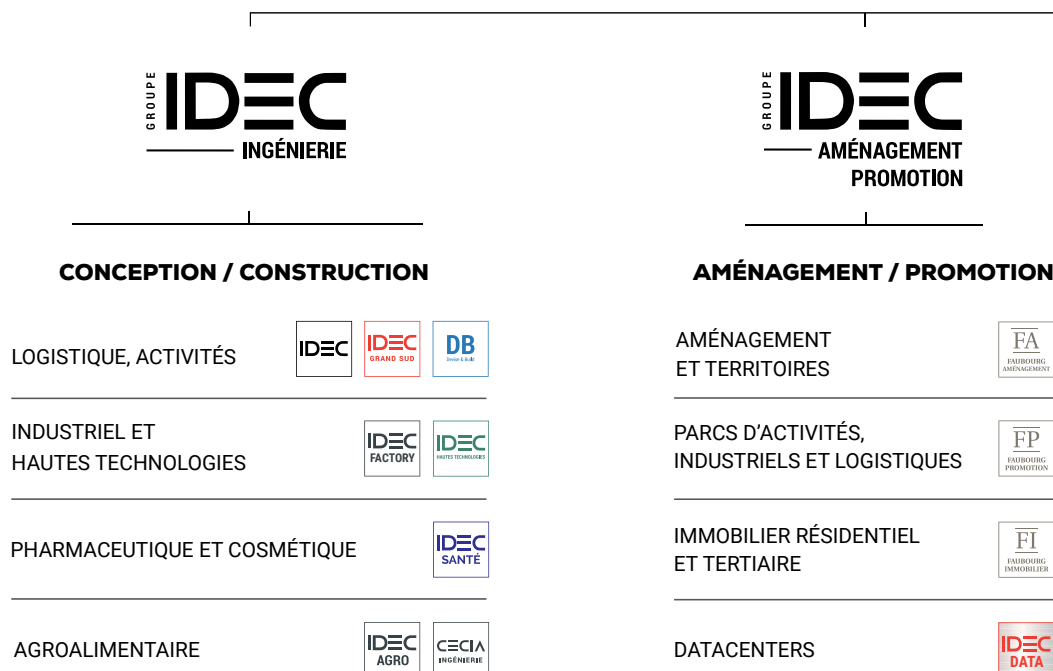 GROUPE
IDEC
INGÉNIERIE
CONCEPTION / CONSTRUCTION
LOGISTIQUE, ACTIVITÉS
IDEC
IDEC
GRAND SUD
DB
Devise & Build
INDUSTRIEL ET
HAUTES TECHNOLOGIES
IDEC
FACTORY
IDEC
HAUTES TECHNOLOGIES
PHARMACEUTIQUE ET COSMÉTIQUE
IDEC
SANTÉ
AGROALIMENTAIRE
IDEC
AGRO
CECIA
INGÉNIERIE
GROUPE
IDEC
AMÉNAGEMENT
PROMOTION
AMÉNAGEMENT / PROMOTION
AMÉNAGEMENT
ET TERRITOIRES
FA
FAUBOURG
AMÉNAGEMENT
PARCS D’ACTIVITÉS,
INDUSTRIELS ET LOGISTIQUES
FP
FAUBOURG
PROMOTION
IMMOBILIER RÉSIDENTIEL
ET TERTIAIRE
FI
FAUBOURG
IMMOBILIER
DATACENTERS
IDEC
DATA